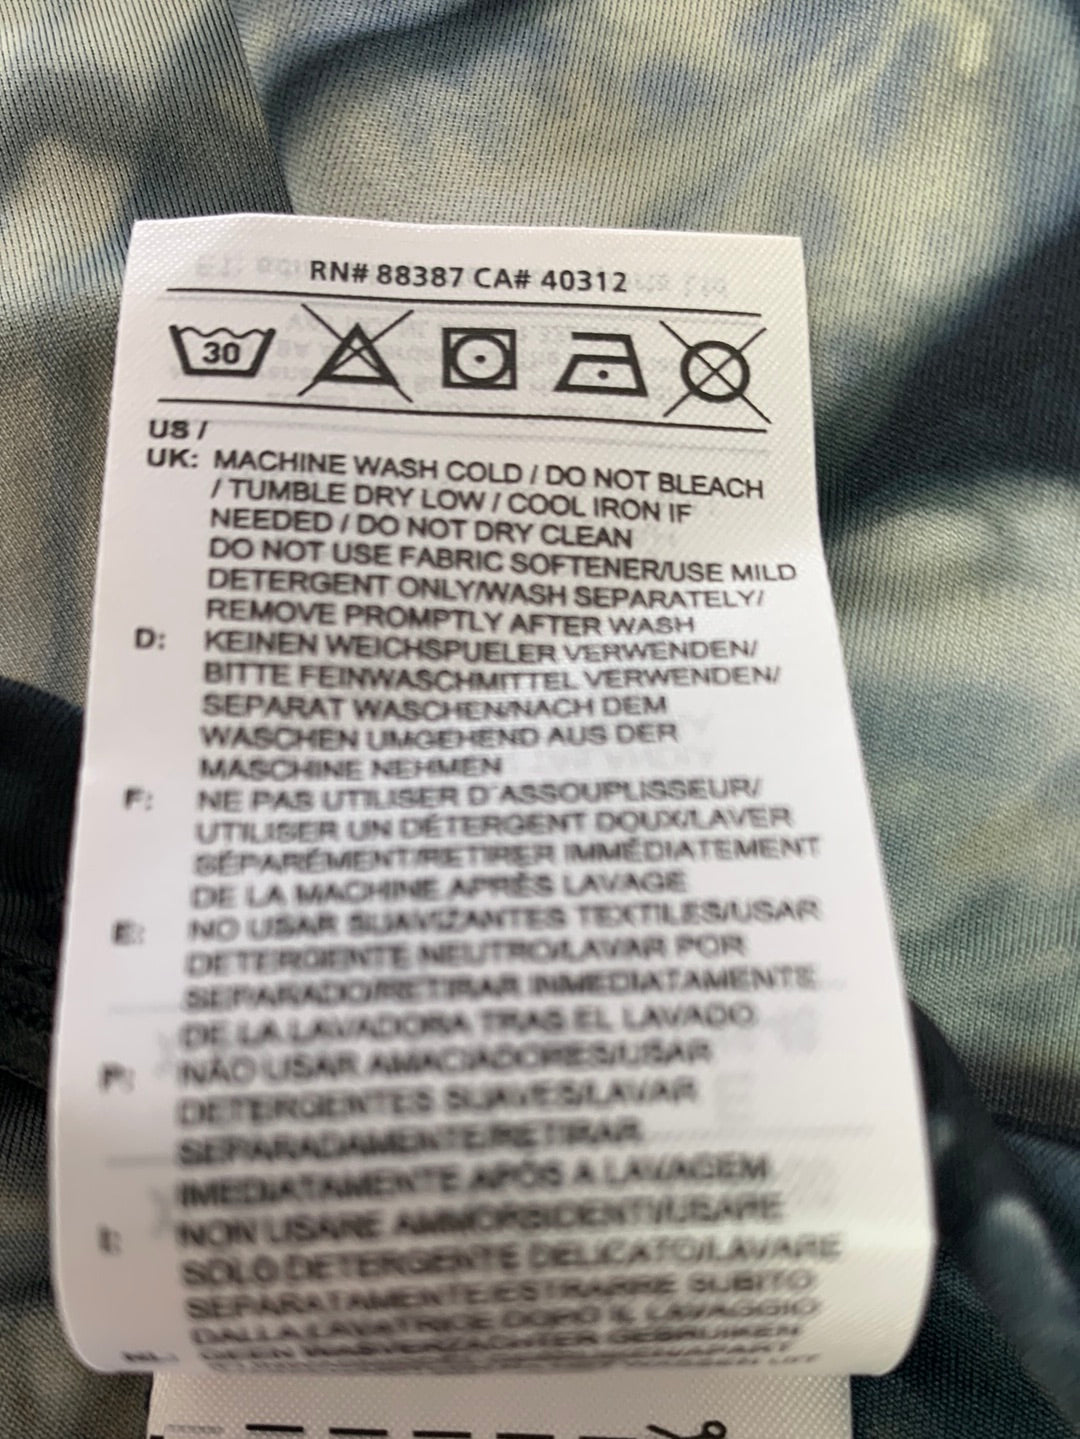 RN# 88387 CA# 40312
30
US /
UK: MACHINE WASH COLD / DO NOT BLEACH
/ TUMBLE DRY LOW / COOL IRON IF
NEEDED / DO NOT DRY CLEAN
DO NOT USE FABRIC SOFTENER/USE MILD
DETERGENT ONLY/WASH SEPARATELY/
REMOVE PROMPTLY AFTER WASH
D: KEINEN WEICHSPUELER VERWENDEN/
BITTE FEINWASCHMITTEL VERWENDEN/
SEPARAT WASCHEN/NACH DEM
WASCHEN UMGEHEND AUS DER
MASCHINE NEHMEN
F: NE PAS UTILISER D'ASSOUPLISSEUR/
UTILISER UN DÉTERGENT DOUX/LAVER
SÉPARÉMENT/RETIRER IMMÉDIATEMENT
DE LA MACHINE APRÉS LAVAGE
E: NO USAR SUAVIZANTES TEXTILES/USAR
DETERGENTE NEUTRO/LAVAR POR
SEPARADO/RETIRAR INMEDIATAMENTE
DE LA LAVADORA TRAS EL LAVADO
P: NÃO USAR AMACIADORES/USAR
DETERGENTES SUAVES/LAVAR
SEPARADAMENTE/RETIRAR
IMEDIATAMENTE APÓS A LAVAGEM
I: NON USARE AMMORBIDENTI/USARE
SOLO DETERGENTE DELICATO/LAVARE
SEPARATAMENTE/ESTRARRE SUBITO
DALLA LAVATRICE DOPO IL LAVAGGIO
NL: GEEN WASVERZACHTER GEBRUIKEN